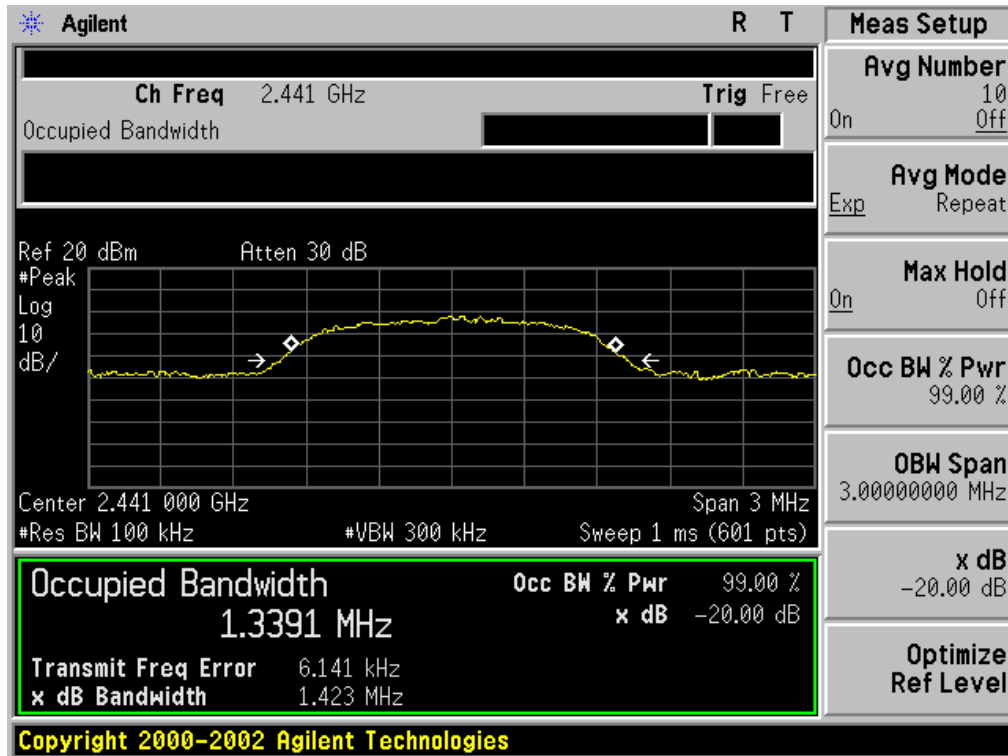 Agilent R T
Ch Freq 2.441 GHz Trig Free
Occupied Bandwidth
Ref 20 dBm Atten 30 dB
#Peak
Log
10
dB/
Center 2.441 000 GHz Span 3 MHz
#Res BW 100 kHz #VBW 300 kHz Sweep 1 ms (601 pts)
Occupied Bandwidth Occ BW % Pwr 99.00 %
1.3391 MHz x dB -20.00 dB
Transmit Freq Error 6.141 kHz
x dB Bandwidth 1.423 MHz
Copyright 2000-2002 Agilent Technologies
Meas Setup
Avg Number
10
On Off
Avg Mode
Exp Repeat
Max Hold
On Off
Occ BW % Pwr
99.00 %
OBW Span
3.00000000 MHz
x dB
-20.00 dB
Optimize
Ref Level